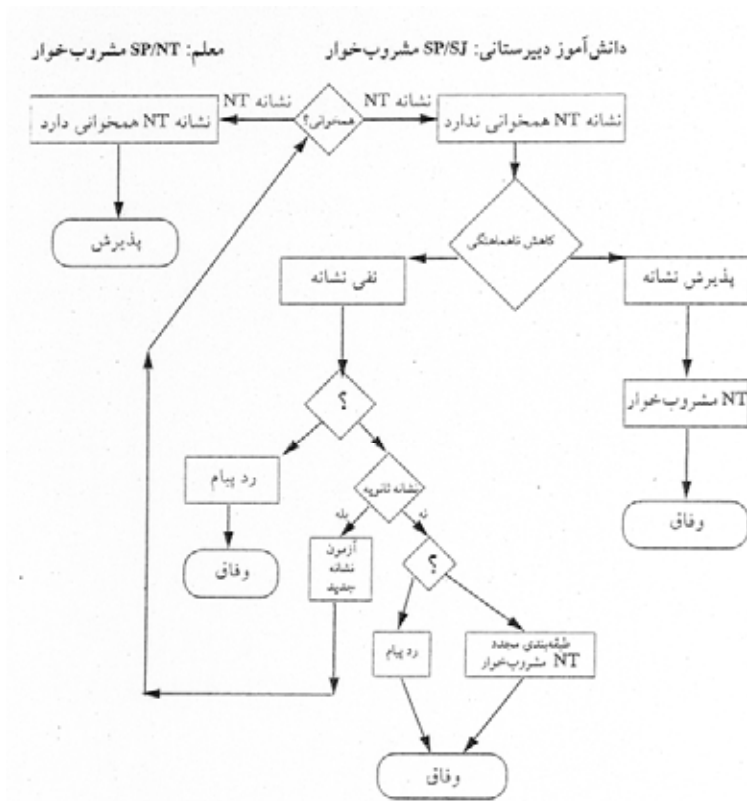 دانش‌آموز دبیرستانی: SP/SJ مشروب‌خوار
معلم: SP/NT مشروب‌خوار
نشانه NT
همخوانی؟
نشانه NT
نشانه NT همخوانی ندارد
نشانه NT همخوانی دارد
پذیرش
کاهش ناهماهنگی
پذیرش نشانه
نفی نشانه
NT مشروب‌خوار
وفاق
؟
رد پیام
وفاق
نشانه ثانویه
نه
بله
آزمون
نشانه
جدید
؟
طبقه‌بندی مجدد
NT مشروب‌خوار
رد پیام
وفاق